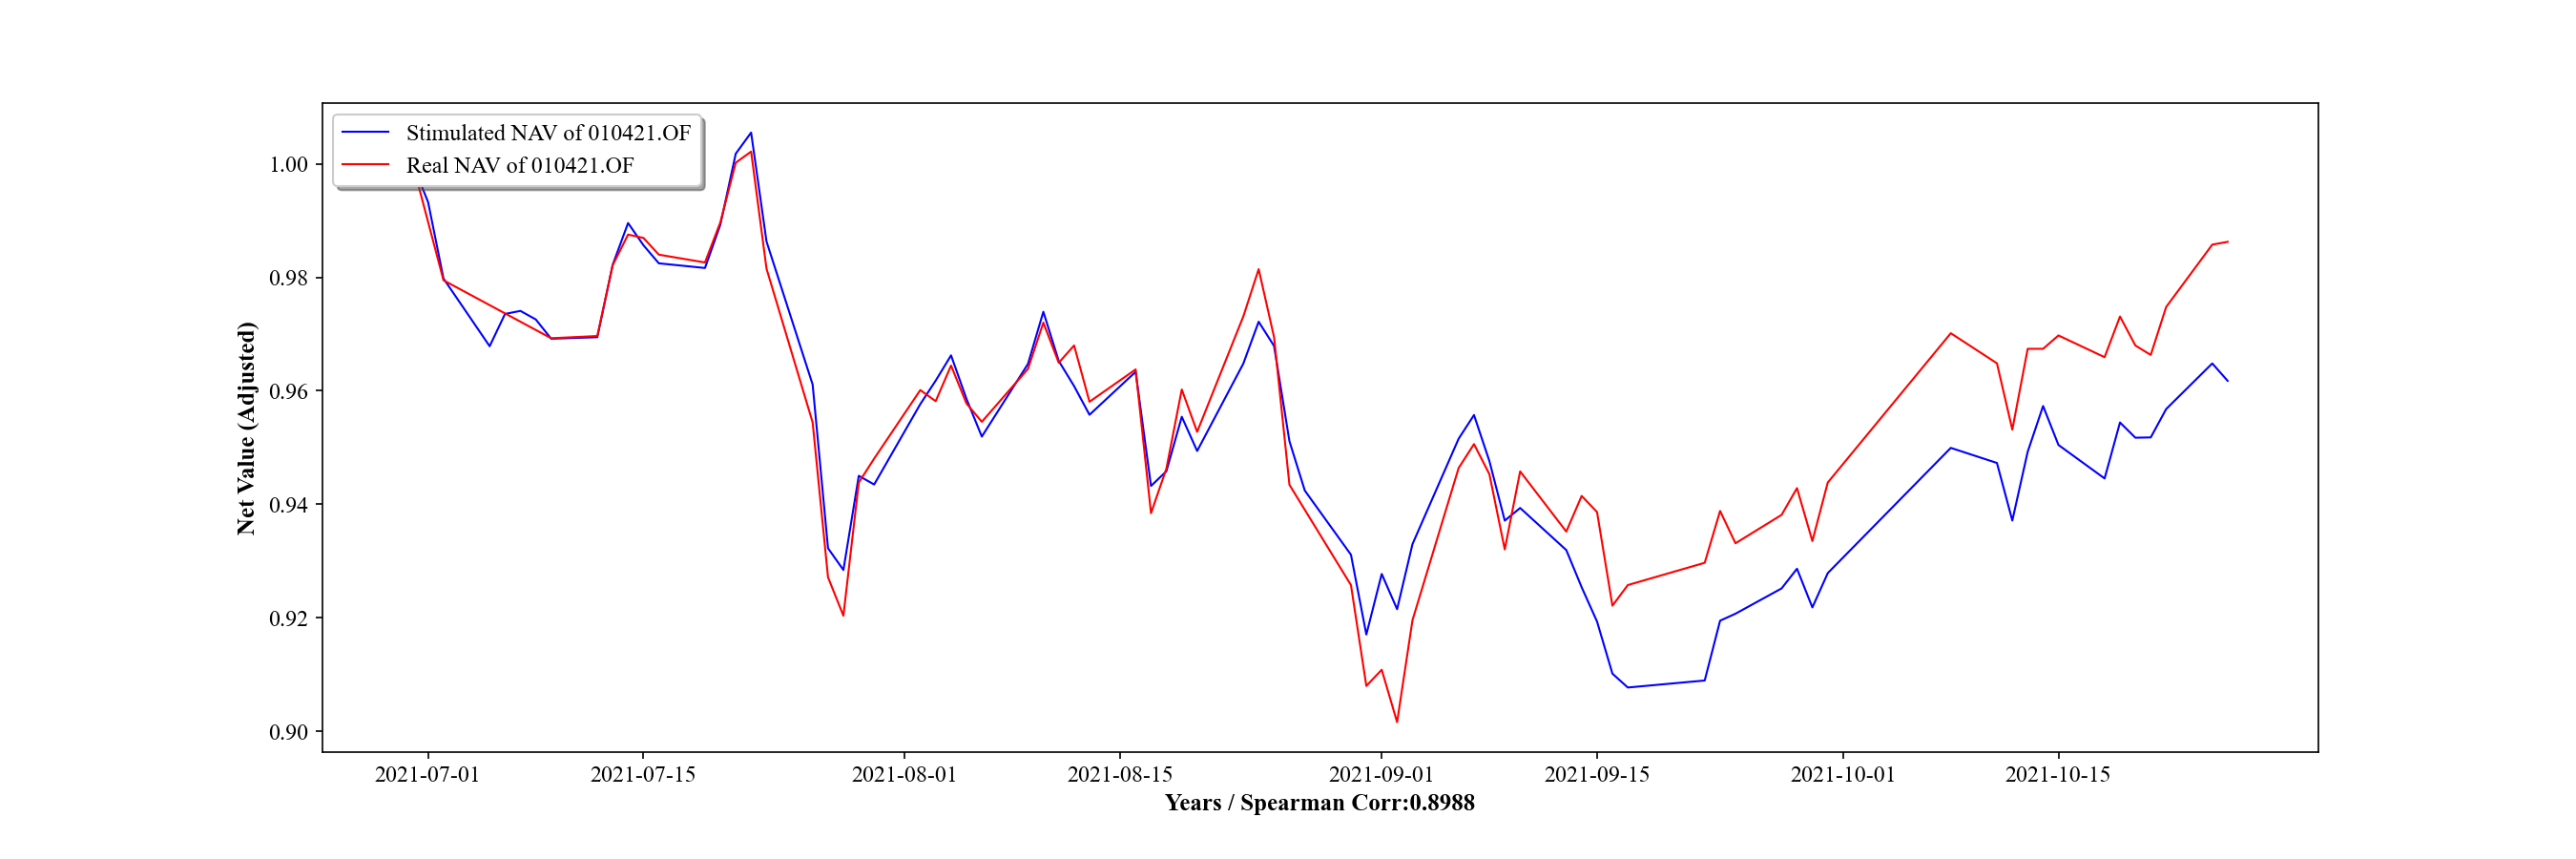 Stimulated NAV of 010421.OF
Real NAV of 010421.OF
Net Value (Adjusted)
1.00
0.98
0.96
0.94
0.92
0.90
2021-07-01 2021-07-15 2021-08-01 2021-08-15 2021-09-01 2021-09-15 2021-10-01 2021-10-15
Years / Spearman Corr:0.8988